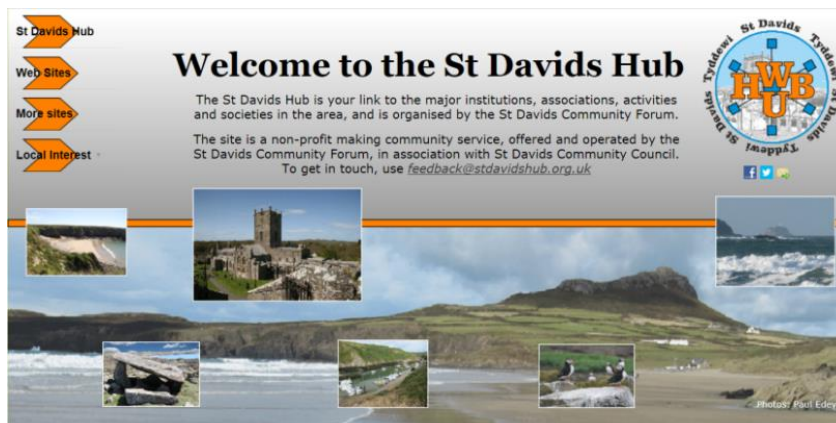 St Davids Hub
Web Sites
More sites
Local Interest
Welcome to the St Davids Hub
The St Davids Hub is your link to the major institutions, associations, activities
and societies in the area, and is organised by the St Davids Community Forum.
The site is a non-profit making community service, offered and operated by the
St Davids Community Forum, in association with St Davids Community Council.
To get in touch, use feedback@stdavidshub.org.uk
St Davids Tyddewi St Davids Tyddewi St Davids Tyddewi
HWB
HUB
Photos: Paul Edey